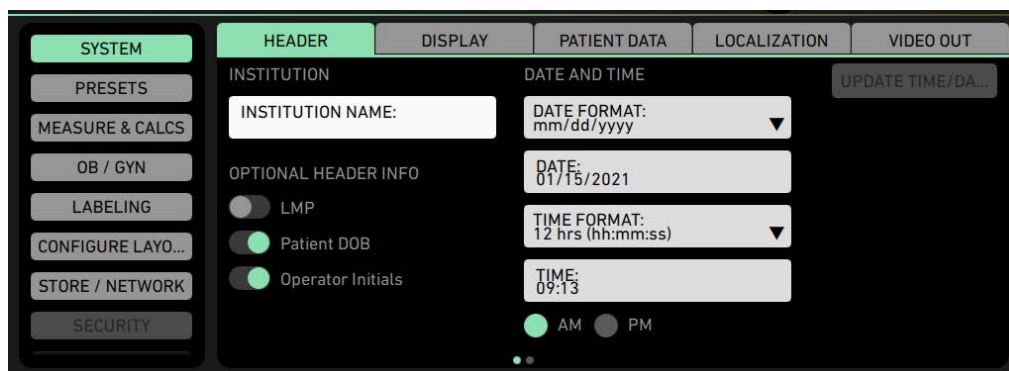 SYSTEM
PRESETS
MEASURE & CALCS
OB / GYN
LABELING
CONFIGURE LAYO...
STORE / NETWORK
SECURITY
HEADER
DISPLAY
PATIENT DATA
LOCALIZATION
VIDEO OUT
INSTITUTION
INSTITUTION NAME:
OPTIONAL HEADER INFO
LMP
Patient DOB
Operator Initials
DATE AND TIME
UPDATE TIME/DA...
DATE FORMAT:
mm/dd/yyyy
DATE:
01/15/2021
TIME FORMAT:
12 hrs (hh:mm:ss)
TIME:
09:13
AM
PM